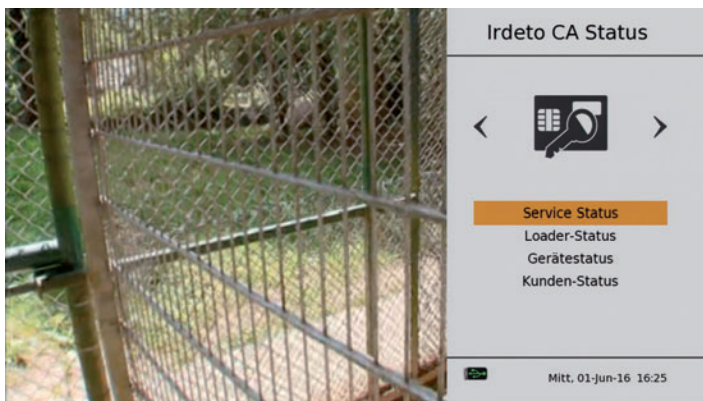 Irdeto CA Status
Service Status
Loader-Status
Gerätestatus
Kunden-Status
Mitt, 01-Jun-16 16:25